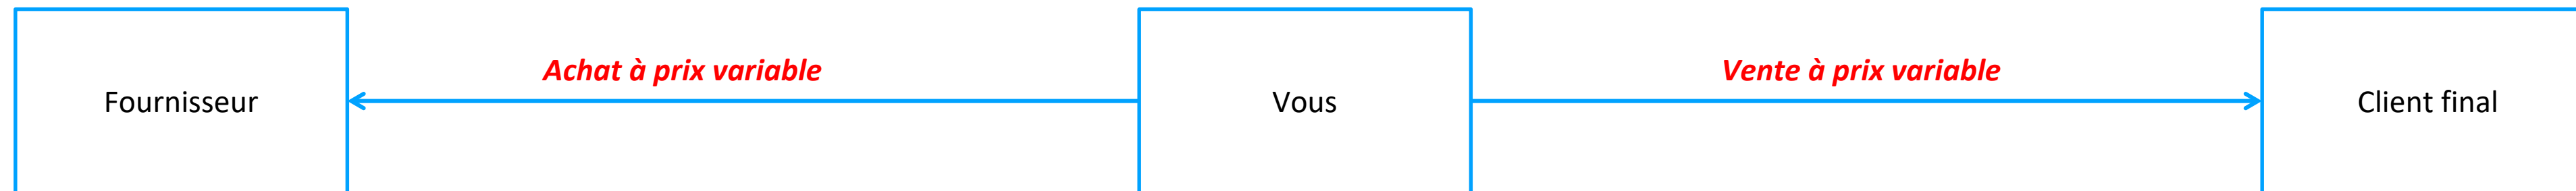 Fournisseur
Achat à prix variable
Vous
Vente à prix variable
Client final